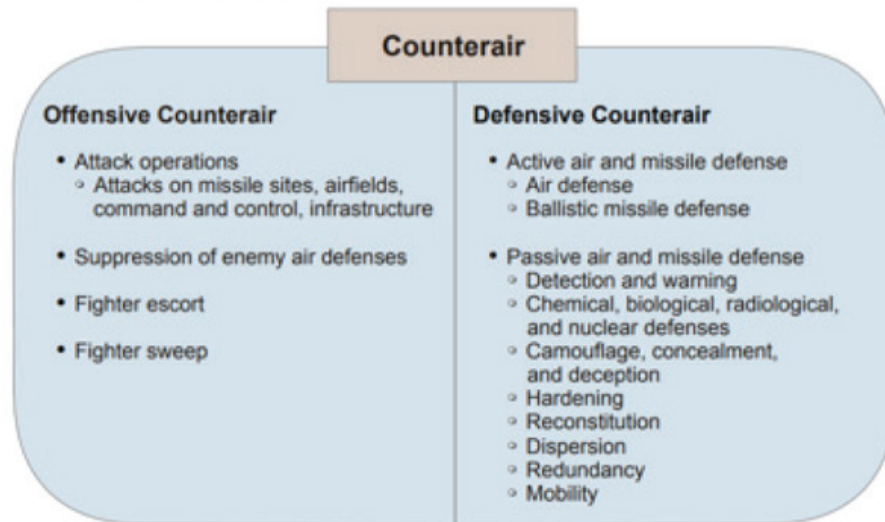 Counterair
Offensive Counterair
• Attack operations
◦ Attacks on missile sites, airfields,
command and control, infrastructure
• Suppression of enemy air defenses
• Fighter escort
• Fighter sweep
Defensive Counterair
• Active air and missile defense
◦ Air defense
◦ Ballistic missile defense
• Passive air and missile defense
◦ Detection and warning
◦ Chemical, biological, radiological,
and nuclear defenses
◦ Camouflage, concealment,
and deception
◦ Hardening
◦ Reconstitution
◦ Dispersion
◦ Redundancy
◦ Mobility